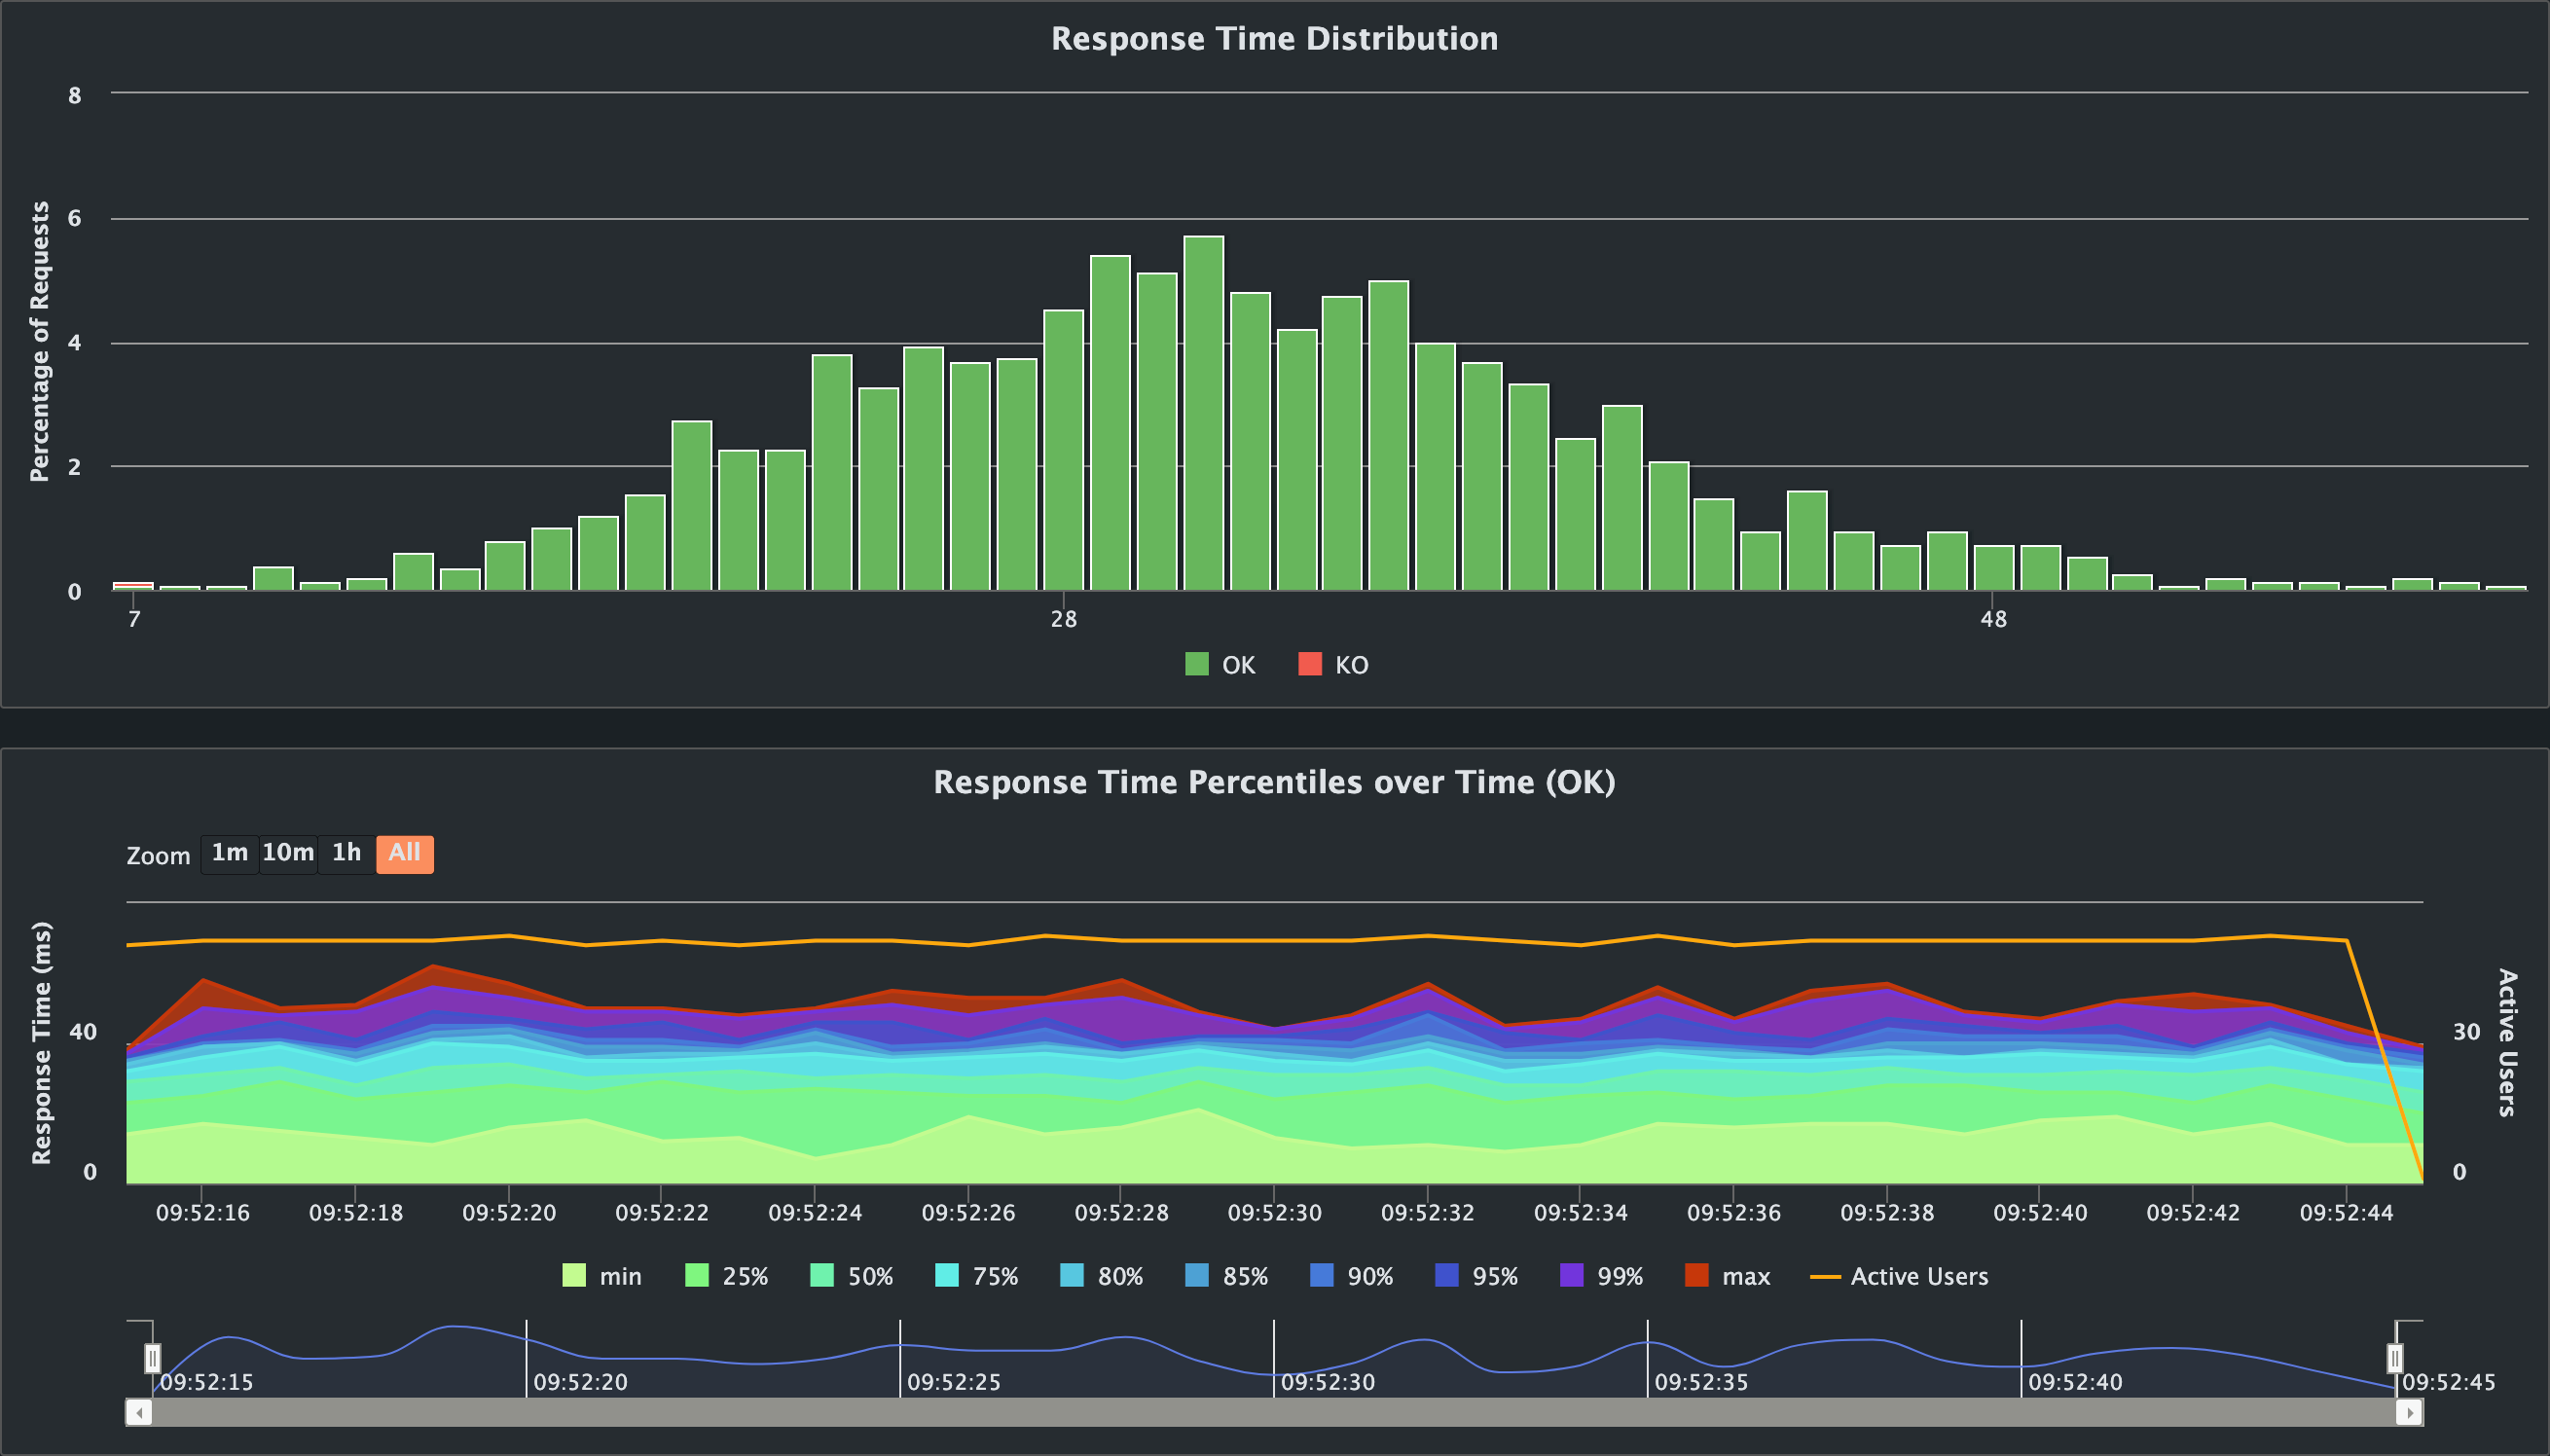 Response Time Distribution
8
6
4
2
0
Percentage of Requests
7 28 48
OK KO
Response Time Percentiles over Time (OK)
Zoom 1m 10m 1h All
Response Time (ms)
40
0
30
0
Active Users
09:52:16 09:52:18 09:52:20 09:52:22 09:52:24 09:52:26 09:52:28 09:52:30 09:52:32 09:52:34 09:52:36 09:52:38 09:52:40 09:52:42 09:52:44
min 25% 50% 75% 80% 85% 90% 95% 99% max Active Users
09:52:15 09:52:20 09:52:25 09:52:30 09:52:35 09:52:40 09:52:45